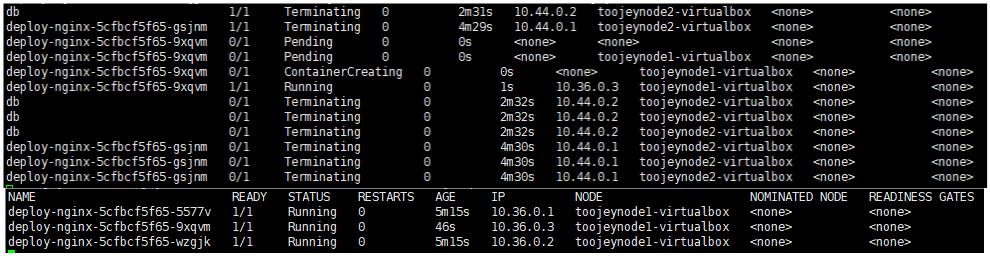 db 1/1 Terminating 0 2m31s 10.44.0.2 toojeynode2-virtualbox <none> <none>
deploy-nginx-5cfbcf5f65-gsjnm 1/1 Terminating 0 4m29s 10.44.0.1 toojeynode2-virtualbox <none> <none>
deploy-nginx-5cfbcf5f65-9xqvm 0/1 Pending 0 0s <none> <none> <none> <none>
deploy-nginx-5cfbcf5f65-9xqvm 0/1 Pending 0 0s <none> toojeynode1-virtualbox <none> <none>
deploy-nginx-5cfbcf5f65-9xqvm 0/1 ContainerCreating 0 0s <none> toojeynode1-virtualbox <none> <none>
deploy-nginx-5cfbcf5f65-9xqvm 1/1 Running 0 1s 10.36.0.3 toojeynode1-virtualbox <none> <none>
db 0/1 Terminating 0 2m32s 10.44.0.2 toojeynode2-virtualbox <none> <none>
db 0/1 Terminating 0 2m32s 10.44.0.2 toojeynode2-virtualbox <none> <none>
db 0/1 Terminating 0 2m32s 10.44.0.2 toojeynode2-virtualbox <none> <none>
deploy-nginx-5cfbcf5f65-gsjnm 0/1 Terminating 0 4m30s 10.44.0.1 toojeynode2-virtualbox <none> <none>
deploy-nginx-5cfbcf5f65-gsjnm 0/1 Terminating 0 4m30s 10.44.0.1 toojeynode2-virtualbox <none> <none>
deploy-nginx-5cfbcf5f65-gsjnm 0/1 Terminating 0 4m30s 10.44.0.1 toojeynode2-virtualbox <none> <none>
NAME READY STATUS RESTARTS AGE IP NODE NOMINATED NODE READINESS GATES
deploy-nginx-5cfbcf5f65-5577v 1/1 Running 0 5m15s 10.36.0.1 toojeynode1-virtualbox <none> <none>
deploy-nginx-5cfbcf5f65-9xqvm 1/1 Running 0 46s 10.36.0.3 toojeynode1-virtualbox <none> <none>
deploy-nginx-5cfbcf5f65-wzgjk 1/1 Running 0 5m15s 10.36.0.2 toojeynode1-virtualbox <none> <none>